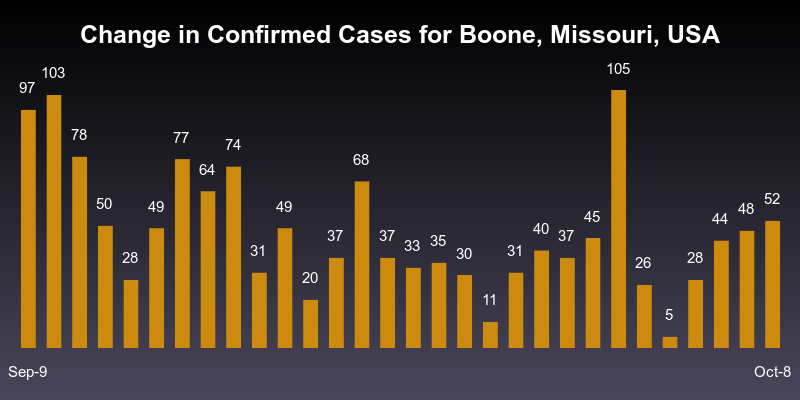 Change in Confirmed Cases for Boone, Missouri, USA
97 103 78 50 28 49 77 64 74 31 49 20 37 68 37 33 35 30 11 31 40 37 45 105 26 5 28 44 48 52
Sep-9 Oct-8